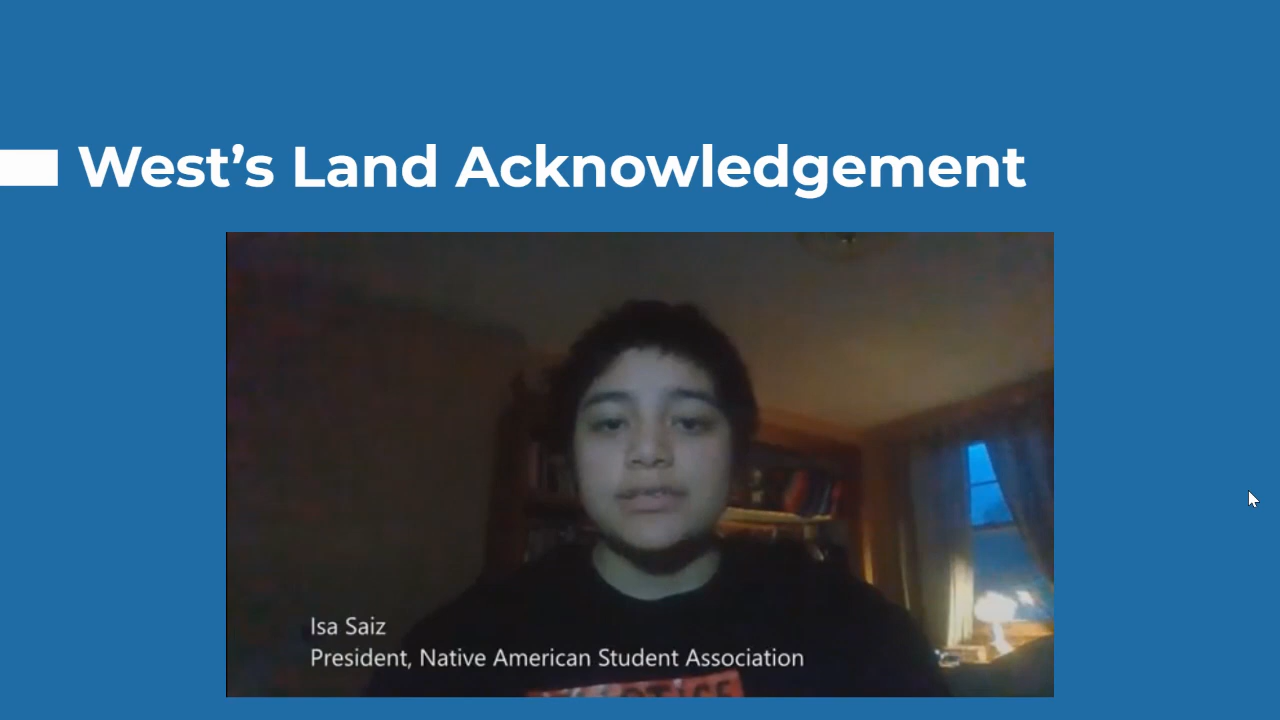 West’s Land Acknowledgement
Isa Saiz
President, Native American Student Association